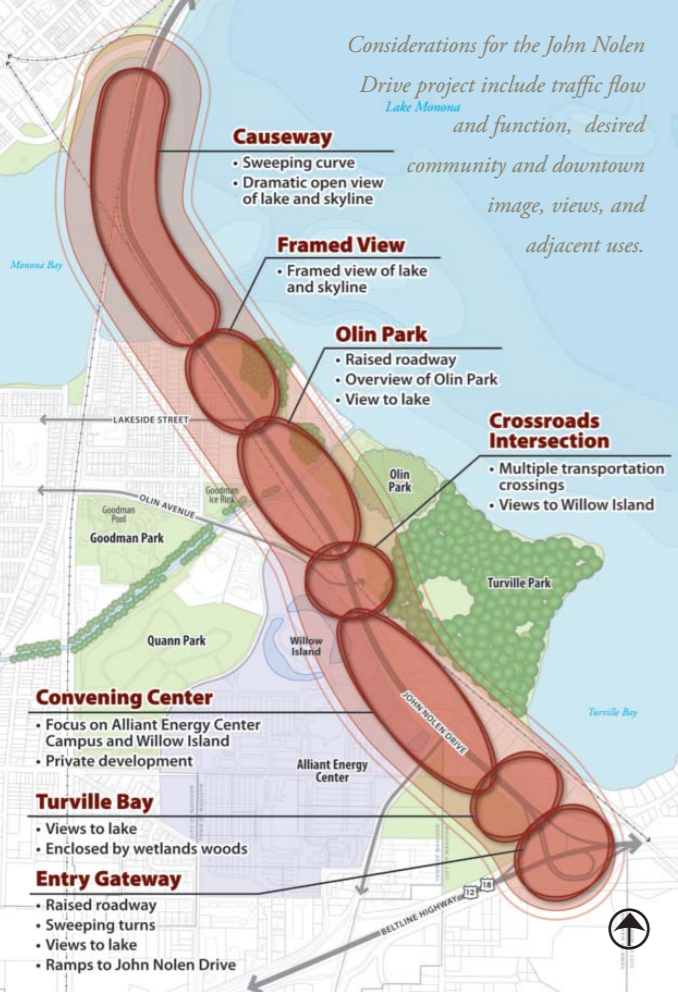 Considerations for the John Nolen
Drive project include traffic flow
and function, desired
community and downtown
image, views, and
adjacent uses.
Lake Monona
Causeway
• Sweeping curve
• Dramatic open view
of lake and skyline
Monona Bay
Framed View
• Framed view of lake
and skyline
Olin Park
• Raised roadway
• Overview of Olin Park
• View to lake
LAKESIDE STREET
Crossroads
Intersection
• Multiple transportation
crossings
• Views to Willow Island
Olin
Park
OLIN AVENUE
Goodman
Ice Rink
Goodman
Pool
Goodman Park
Turville Park
Quann Park
Willow
Island
Convening Center
• Focus on Alliant Energy Center
Campus and Willow Island
• Private development
JOHN NOLEN DRIVE
Turville Bay
Alliant Energy
Center
Turville Bay
• Views to lake
• Enclosed by wetlands woods
Entry Gateway
• Raised roadway
• Sweeping turns
• Views to lake
• Ramps to John Nolen Drive
BELTLINE HIGHWAY
12
18